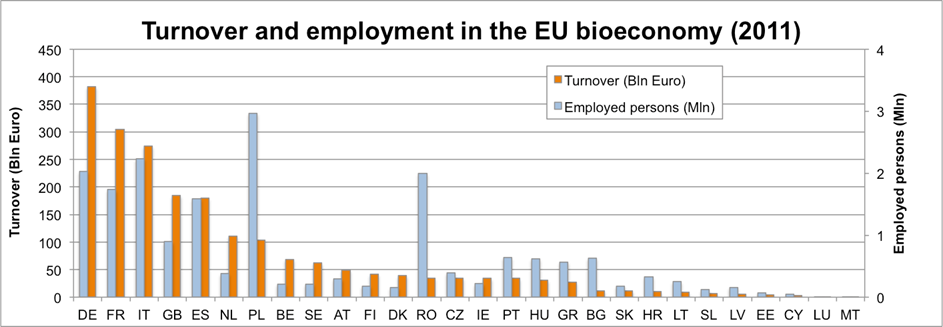 Turnover and employment in the EU bioeconomy (2011)
Turnover (Bln Euro)
450
400
350
300
250
200
150
100
50
0
Turnover (Bln Euro)
Employed persons (Mln)
4
3
2
1
0
Employed persons (Mln)
DE FR IT GB ES NL PL BE SE AT FI DK RO CZ IE PT HU GR BG SK HR LT SL LV EE CY LU MT